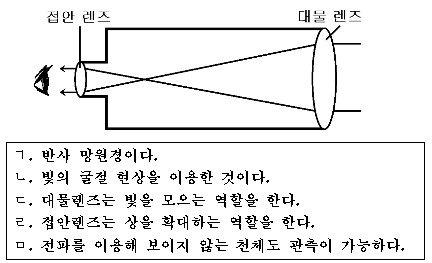 접안 렌즈
대물 렌즈
ㄱ. 반사 망원경이다.
ㄴ. 빛의 굴절 현상을 이용한 것이다.
ㄷ. 대물렌즈는 빛을 모으는 역할을 한다.
ㄹ. 접안렌즈는 상을 확대하는 역할을 한다.
ㅁ. 전파를 이용해 보이지 않는 천체도 관측이 가능하다.